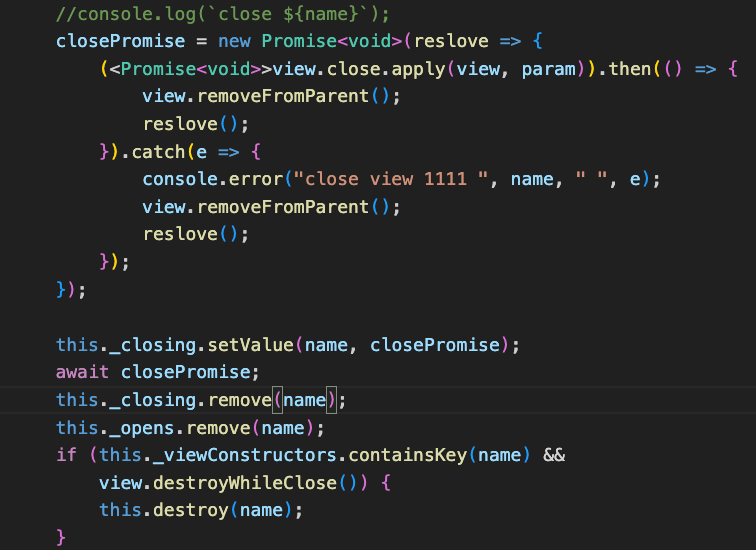 //console.log(`close ${name}`);
closePromise = new Promise<void>(reslove => {
(<Promise<void>>view.close.apply(view, param)).then(() => {
view.removeFromParent();
reslove();
}).catch(e => {
console.error("close view 1111 ", name, " ", e);
view.removeFromParent();
reslove();
});
});
this._closing.setValue(name, closePromise);
await closePromise;
this._closing.remove(name);
this._opens.remove(name);
if (this._viewConstructors.containsKey(name) &&
view.destroyWhileClose()) {
this.destroy(name);
}